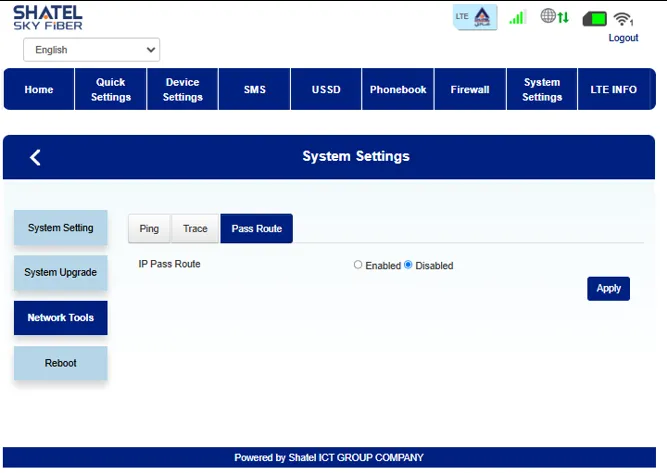 SHATEL
SKY FiBER
LTE
1
English
Logout
Home
Quick Settings
Device Settings
SMS
USSD
Phonebook
Firewall
System Settings
LTE INFO
System Settings
System Setting
Ping
Trace
Pass Route
IP Pass Route
Enabled
Disabled
System Upgrade
Apply
Network Tools
Reboot
Powered by Shatel ICT GROUP COMPANY